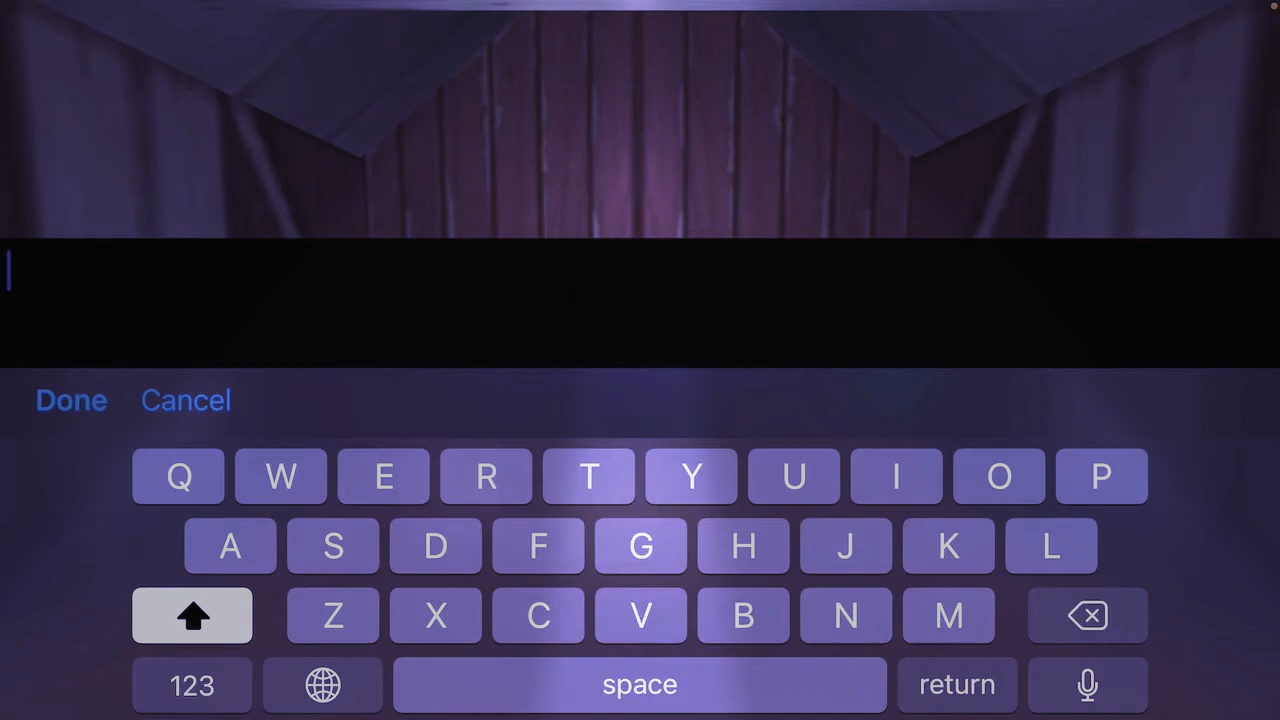 Done Cancel
Q W E R T Y U I O P
A S D F G H J K L
Z X C V B N M
123 space return